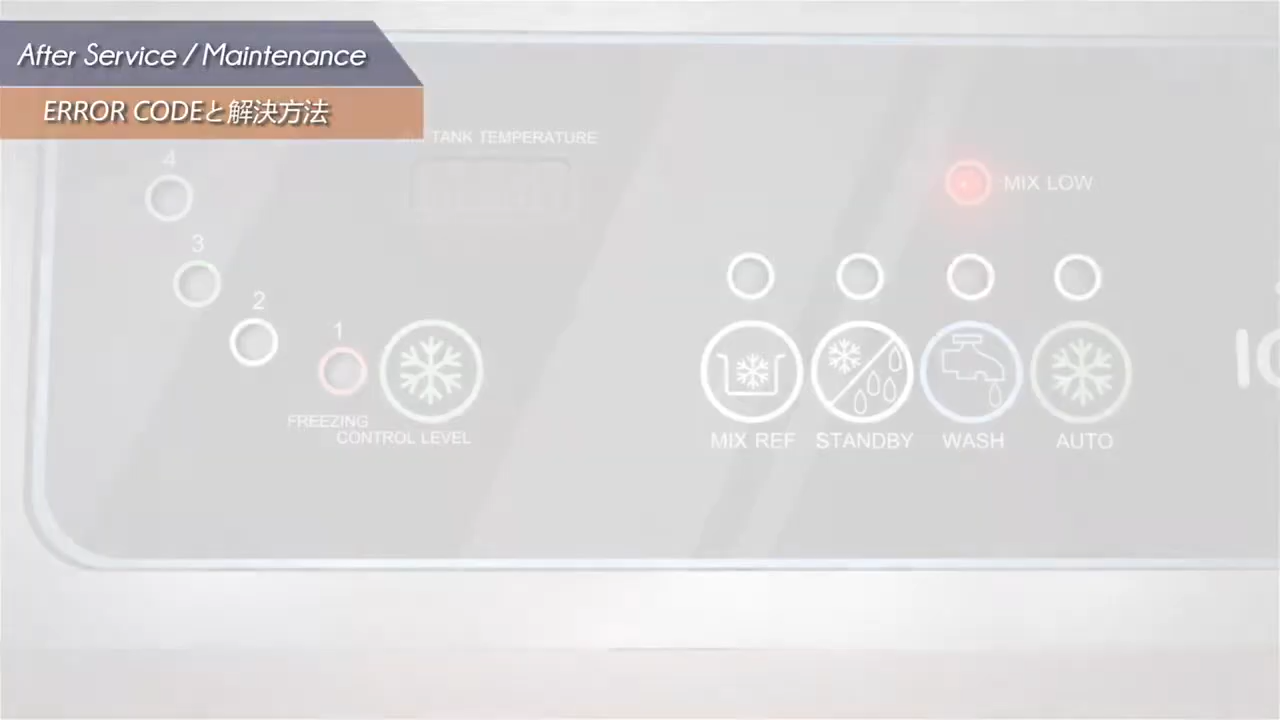 After Service / Maintenance
ERROR CODEと解決方法
TANK TEMPERATURE
MIX LOW
4
3
2
1
FREEZING
CONTROL LEVEL
MIX REF
STANDBY
WASH
AUTO